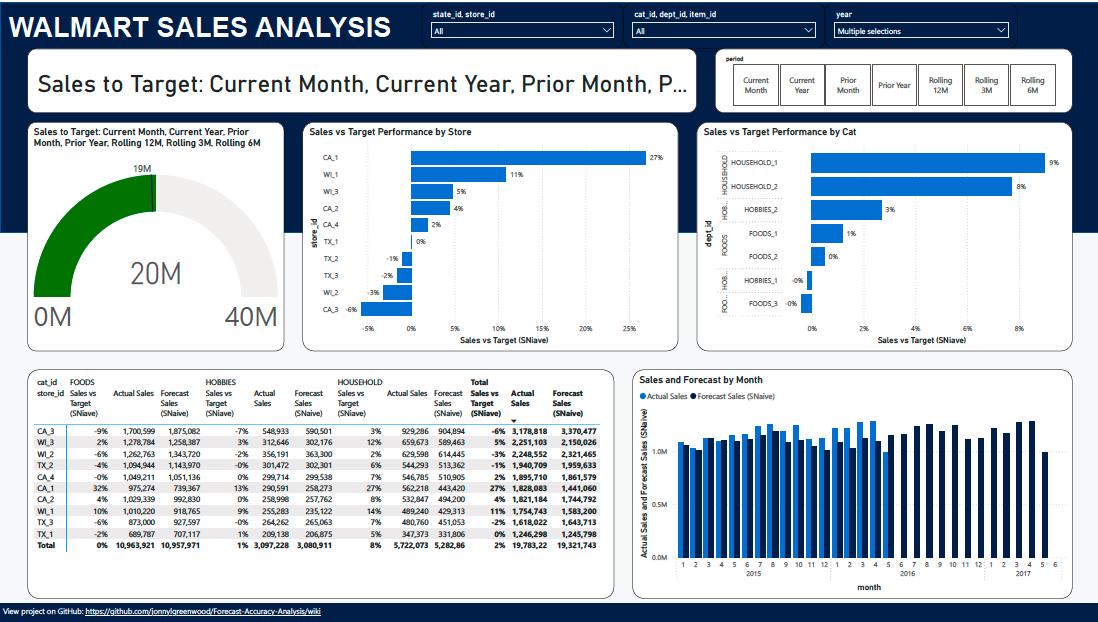 WALMART SALES ANALYSIS
state_id, store_id
All
cat_id, dept_id, item_id
All
year
Multiple selections
Sales to Target: Current Month, Current Year, Prior Month, P...
period
Current Month
Current Year
Prior Month
Prior Year
Rolling 12M
Rolling 3M
Rolling 6M
Sales to Target: Current Month, Current Year, Prior
Month, Prior Year, Rolling 12M, Rolling 3M, Rolling 6M
19M
20M
0M
40M
Sales vs Target Performance by Store
store_id
CA_1 27%
WI_1 11%
WI_3 5%
CA_2 4%
CA_4 2%
TX_1 0%
TX_2 -1%
TX_3 -2%
WI_2 -3%
CA_3 -6%
-5% 0% 5% 10% 15% 20% 25%
Sales vs Target (SNiave)
Sales vs Target Performance by Cat
dept_id
HOUSEHOLD
HOUSEHOLD_1 9%
HOUSEHOLD_2 8%
HOB...
HOBBIES_2 3%
FOODS
FOODS_1 1%
FOODS_2 0%
HOB...
HOBBIES_1 -0%
FOO...
FOODS_3 -0%
0% 2% 4% 6% 8%
Sales vs Target (SNiave)
cat_id FOODS HOBBIES HOUSEHOLD Total
store_id Sales vs Target (SNiave) Actual Sales Forecast Sales (SNaive) Sales vs Target (SNiave) Actual Sales Forecast Sales (SNaive) Sales vs Target (SNiave) Actual Sales Forecast Sales (SNaive) Sales vs Target (SNiave) Actual Sales Forecast Sales (SNaive)
CA_3 -9% 1,700,599 1,875,082 -7% 548,933 590,501 3% 929,286 904,894 -6% 3,178,818 3,370,477
WI_3 2% 1,278,784 1,258,387 3% 312,646 302,176 12% 659,673 589,463 5% 2,251,103 2,150,026
WI_2 -6% 1,262,763 1,343,720 -2% 356,191 363,300 2% 629,598 614,445 -3% 2,248,552 2,321,465
TX_2 -4% 1,094,944 1,143,970 -0% 301,472 302,301 6% 544,293 513,362 -1% 1,940,709 1,959,633
CA_4 -0% 1,049,211 1,051,136 0% 299,714 299,538 7% 546,785 510,905 2% 1,895,710 1,861,579
CA_1 32% 975,274 739,367 13% 290,591 258,273 27% 562,218 443,420 27% 1,828,083 1,441,060
CA_2 4% 1,029,339 992,830 0% 258,998 257,762 8% 532,847 494,200 4% 1,821,184 1,744,792
WI_1 10% 1,010,220 918,765 9% 255,283 235,122 14% 489,240 429,313 11% 1,754,743 1,583,200
TX_3 -6% 873,000 927,597 -0% 264,262 265,063 7% 480,760 451,053 -2% 1,618,022 1,643,713
TX_1 -2% 689,787 707,117 1% 209,138 206,875 5% 347,373 331,806 0% 1,246,298 1,245,798
Total 0% 10,963,921 10,957,971 1% 3,097,228 3,080,911 8% 5,722,073 5,282,86 2% 19,783,22 19,321,743
Sales and Forecast by Month
Actual Sales Forecast Sales (SNaive)
Actual Sales and Forecast Sales (SNaive)
1.0M
0.5M
0.0M
1 2 3 4 5 6 7 8 9 10 11 12 1 2 3 4 5 6 7 8 9 10 11 12 1 2 3 4 5 6
2015 2016 2017
month
View project on GitHub: https://github.com/jonnylgreenwood/Forecast-Accuracy-Analysis/wiki